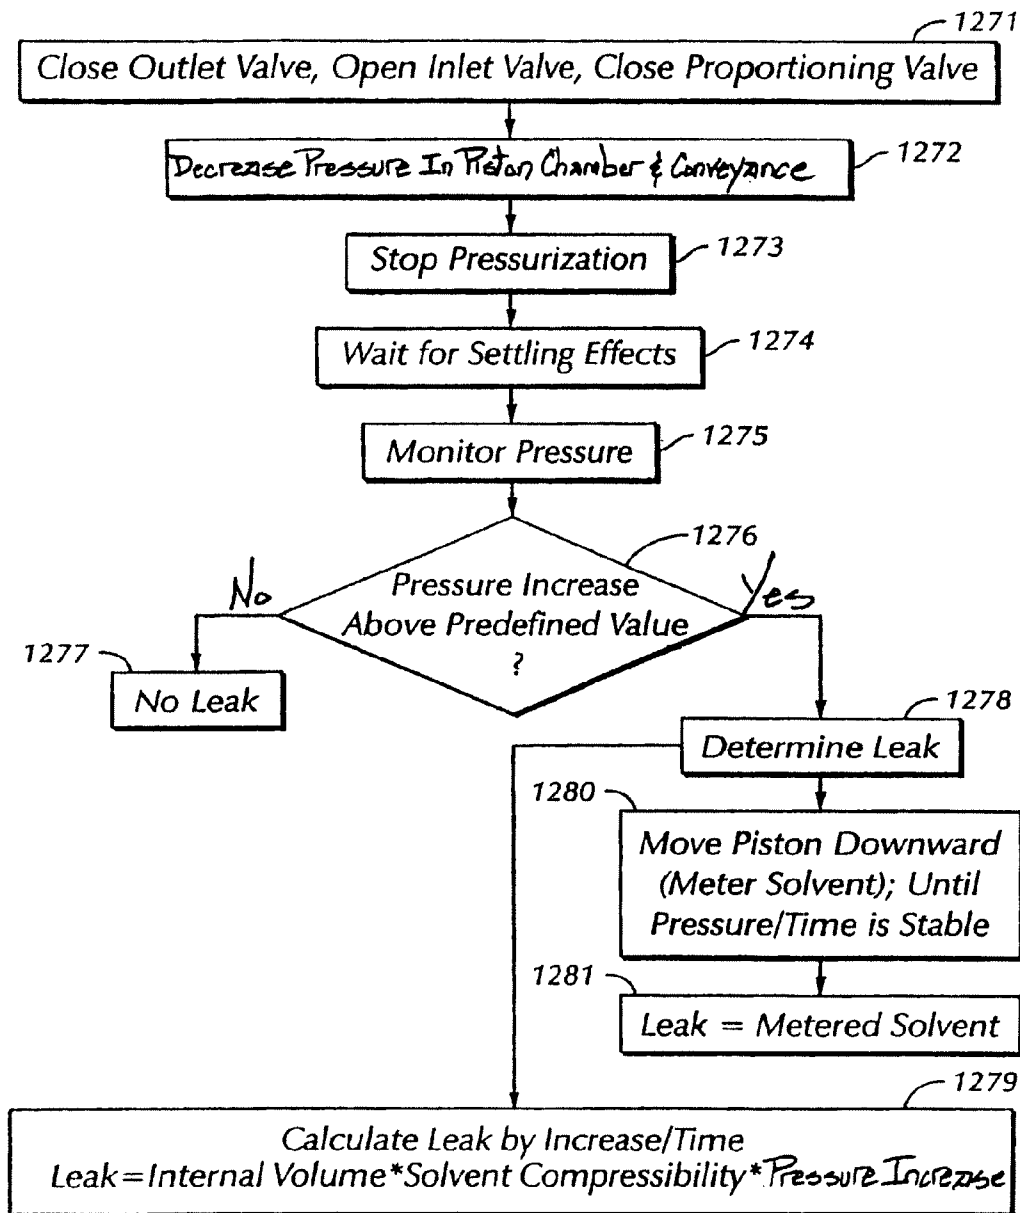 1271
Close Outlet Valve, Open Inlet Valve, Close Proportioning Valve
1272
Decrease Pressure In Piston Chamber & Conveyance
1273
Stop Pressurization
1274
Wait for Settling Effects
1275
Monitor Pressure
1276
Pressure Increase
Above Predefined Value
?
No
Yes
1277
No Leak
1278
Determine Leak
1280
Move Piston Downward
(Meter Solvent); Until
Pressure/Time is Stable
1281
Leak = Metered Solvent
1279
Calculate Leak by Increase/Time
Leak=Internal Volume*Solvent Compressibility*Pressure Increase